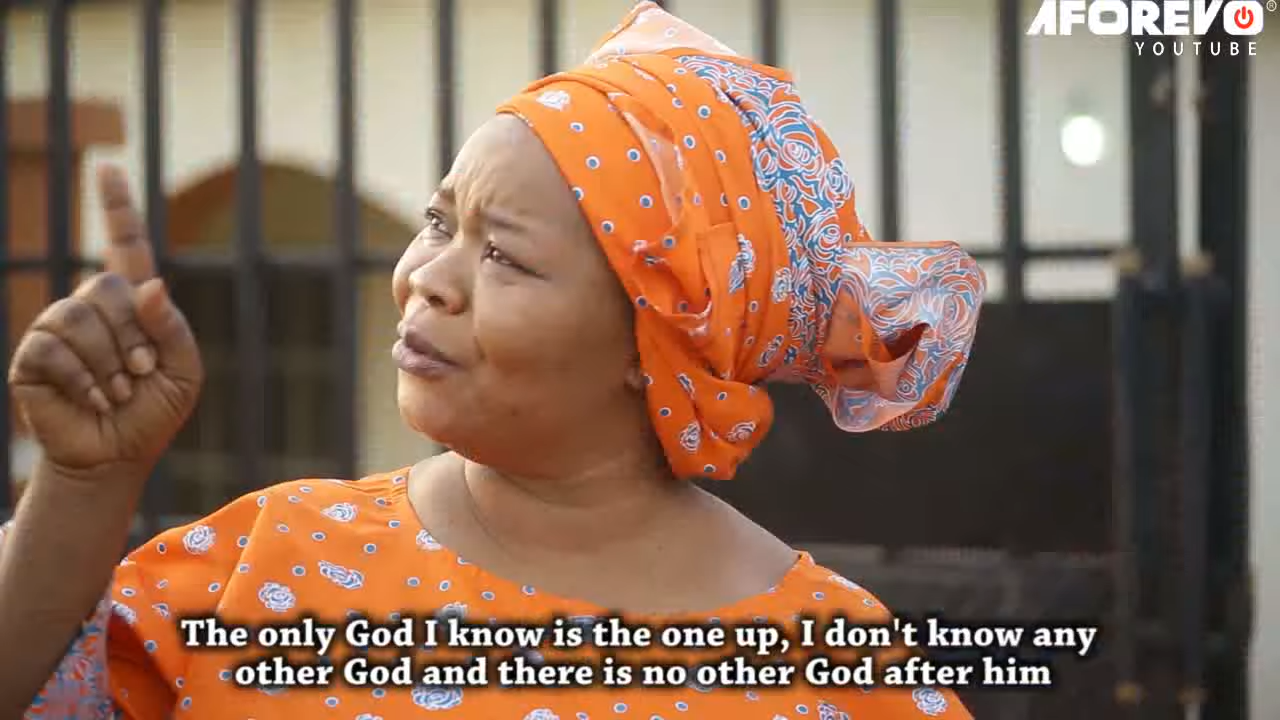 AFOREVO®
YOUTUBE
The only God I know is the one up, I don't know any
other God and there is no other God after him